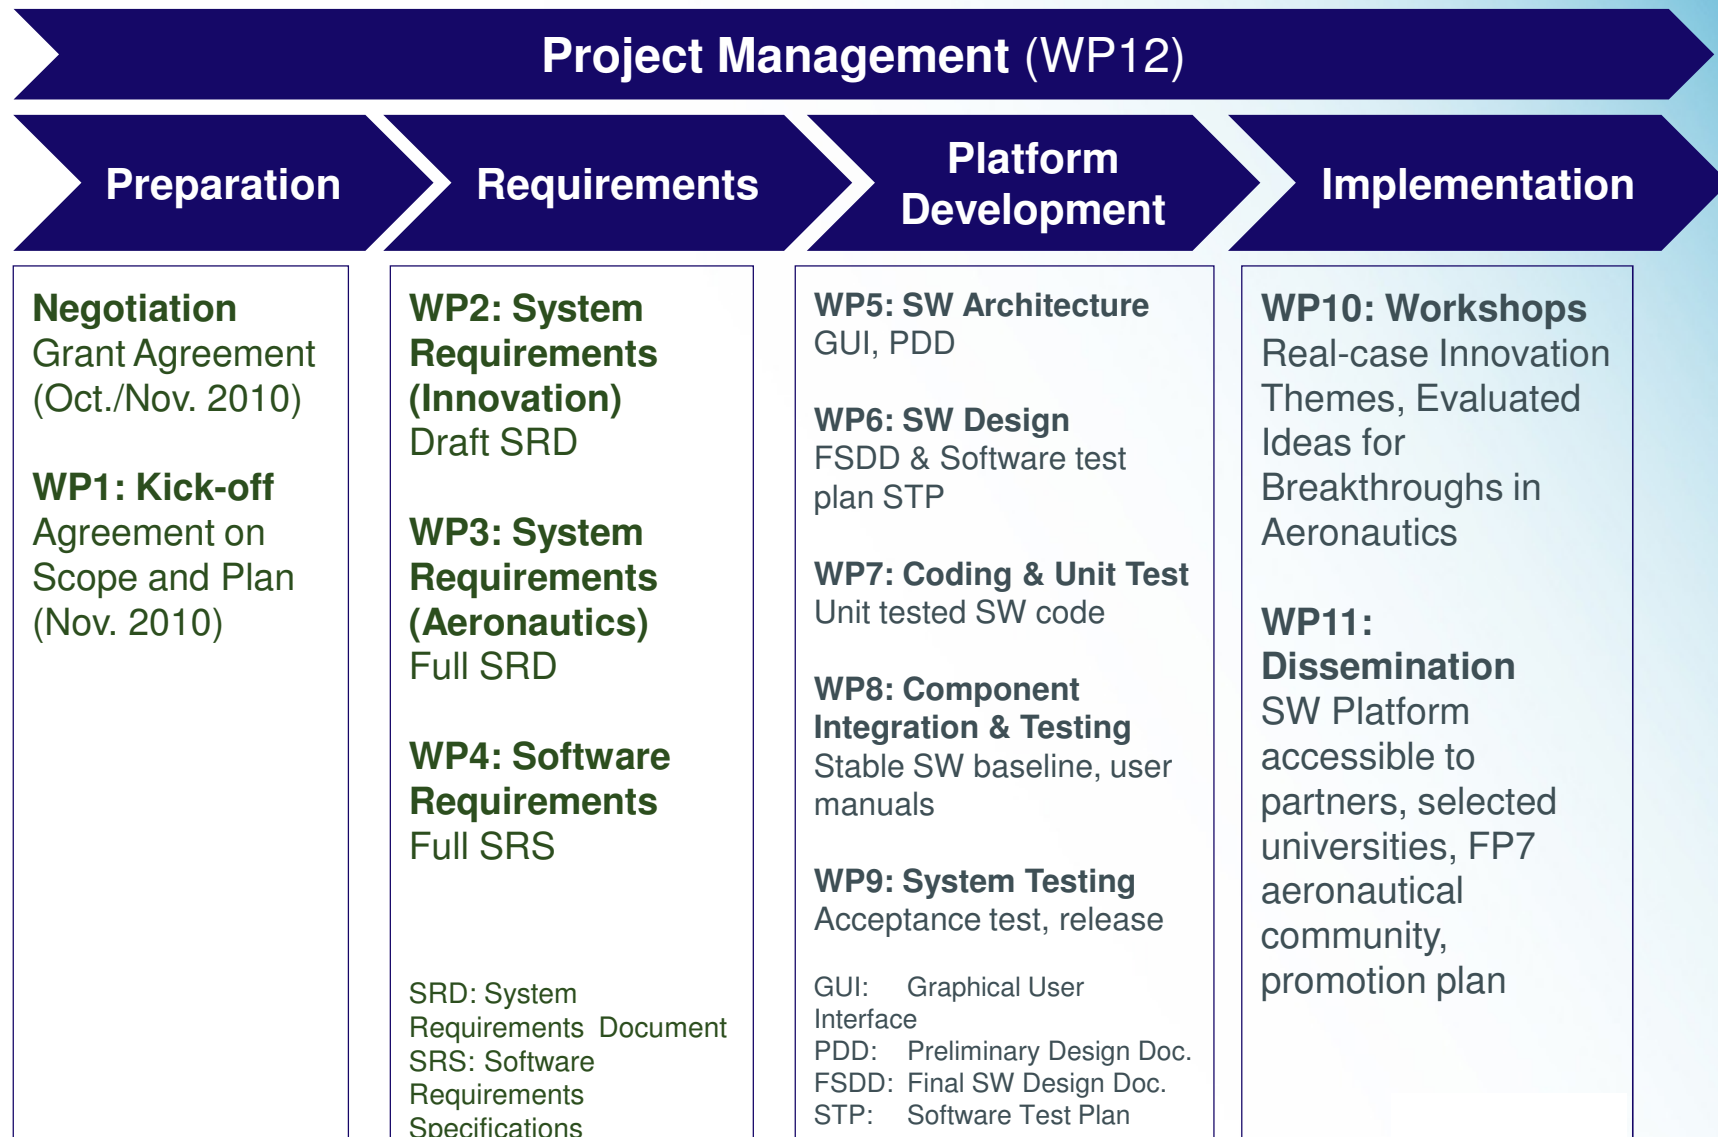 Project Management (WP12)
Preparation
Requirements
Platform
Development
Implementation
Negotiation
Grant Agreement
(Oct./Nov. 2010)
WP1: Kick-off
Agreement on
Scope and Plan
(Nov. 2010)
WP2: System
Requirements
(Innovation)
Draft SRD
WP3: System
Requirements
(Aeronautics)
Full SRD
WP4: Software
Requirements
Full SRS
SRD: System
Requirements Document
SRS: Software
Requirements
Specifications
WP5: SW Architecture
GUI, PDD
WP6: SW Design
FSDD & Software test
plan STP
WP7: Coding & Unit Test
Unit tested SW code
WP8: Component
Integration & Testing
Stable SW baseline, user
manuals
WP9: System Testing
Acceptance test, release
GUI: Graphical User
Interface
PDD: Preliminary Design Doc.
FSDD: Final SW Design Doc.
STP: Software Test Plan
WP10: Workshops
Real-case Innovation
Themes, Evaluated
Ideas for
Breakthroughs in
Aeronautics
WP11:
Dissemination
SW Platform
accessible to
partners, selected
universities, FP7
aeronautical
community,
promotion plan